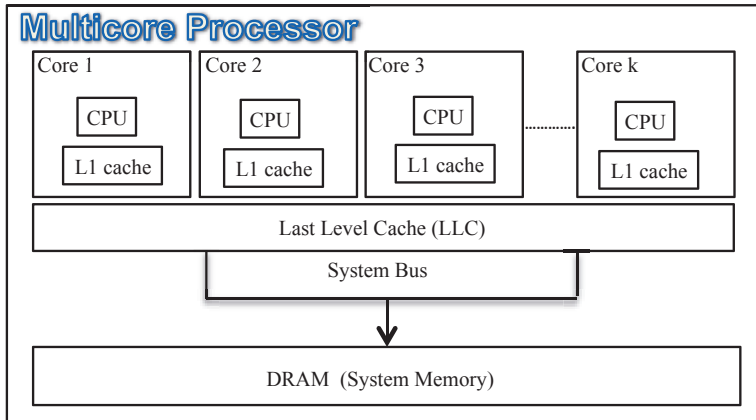 Multicore Processor
Core 1
CPU
L1 cache
Core 2
CPU
L1 cache
Core 3
CPU
L1 cache
Core k
CPU
L1 cache
Last Level Cache (LLC)
System Bus
DRAM (System Memory)